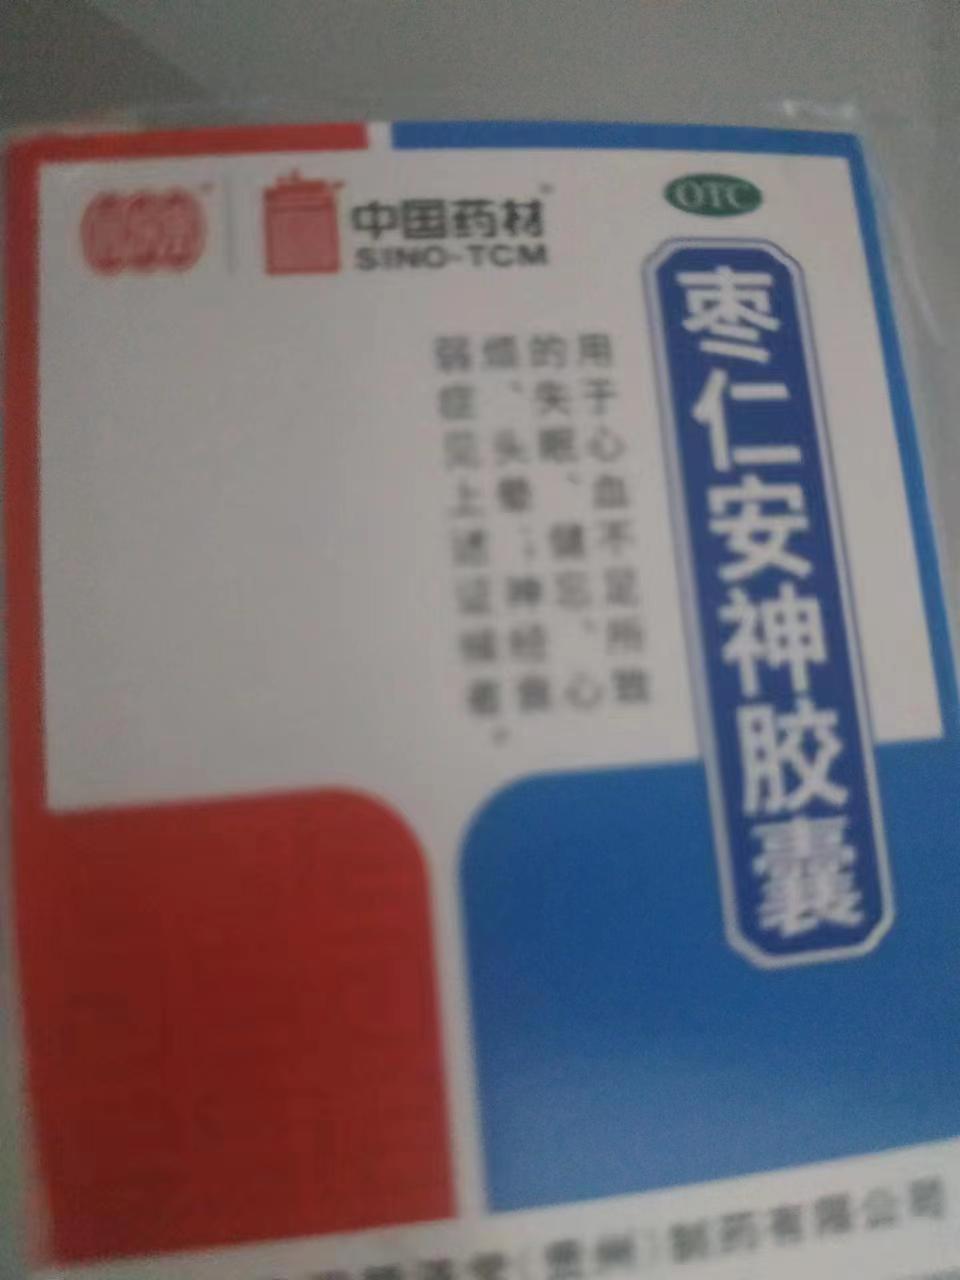 中国药材
SINO-TCM
OTC
枣仁安神胶囊
用于心血不足所致
的失眠、健忘、心
烦、头晕；神经衰
弱症见上述证候者。
（贵州）制药有限公司